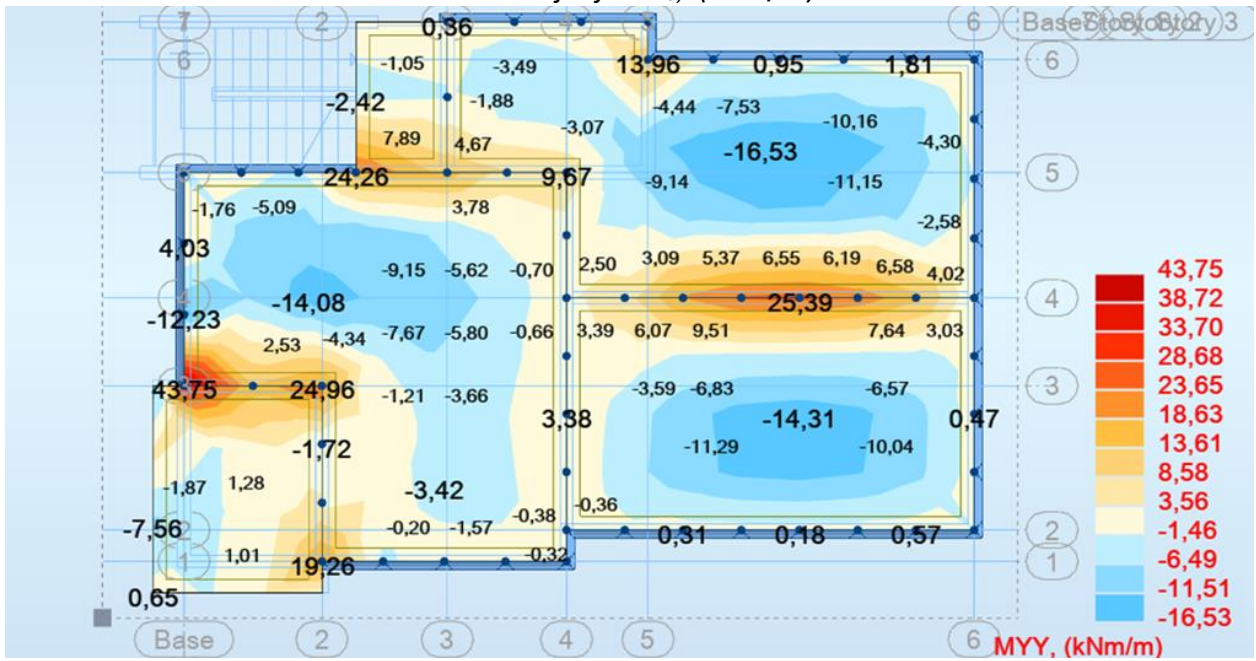 7 2 3 4 5 6
0,36
-1,05 -3,49 13,96 0,95 1,81
6 6
-2,42 -1,88 -4,44 -7,53 -10,16
-3,07
7,89 4,67 -16,53 -4,30
5 24,26 9,67 -9,14 -11,15 5
-1,76 -5,09 3,78 -2,58
4,03
-9,15 -5,62 -0,70 2,50 3,09 5,37 6,55 6,19 6,58 4,02
4 -14,08 25,39 4
-12,23
2,53 -4,34 -7,67 -5,80 -0,66 3,39 6,07 9,51 7,64 3,03
43,75 24,96 -1,21 -3,66 -3,59 -6,83 -6,57 3
3,38 -14,31 0,47
-1,72 -11,29 -10,04
-1,87 1,28 -3,42
-0,36
-7,56 2 -0,20 -1,57 -0,38 0,31 0,18 0,57 2
1,01 19,26 -0,32
1 1
0,65
Base 2 3 4 5 6
43,75
38,72
33,70
28,68
23,65
18,63
13,61
8,58
3,56
-1,46
-6,49
-11,51
-16,53
MYY, (kNm/m)